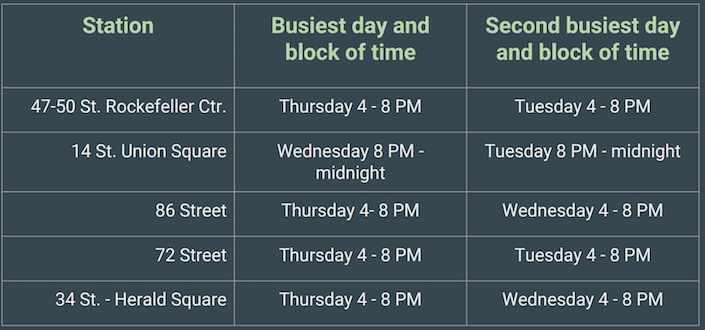 Station
Busiest day and
block of time
Second busiest day
and block of time
47-50 St. Rockefeller Ctr.
Thursday 4 - 8 PM
Tuesday 4 - 8 PM
14 St. Union Square
Wednesday 8 PM -
midnight
Tuesday 8 PM - midnight
86 Street
Thursday 4- 8 PM
Wednesday 4 - 8 PM
72 Street
Thursday 4 - 8 PM
Tuesday 4 - 8 PM
34 St. - Herald Square
Thursday 4 - 8 PM
Wednesday 4 - 8 PM